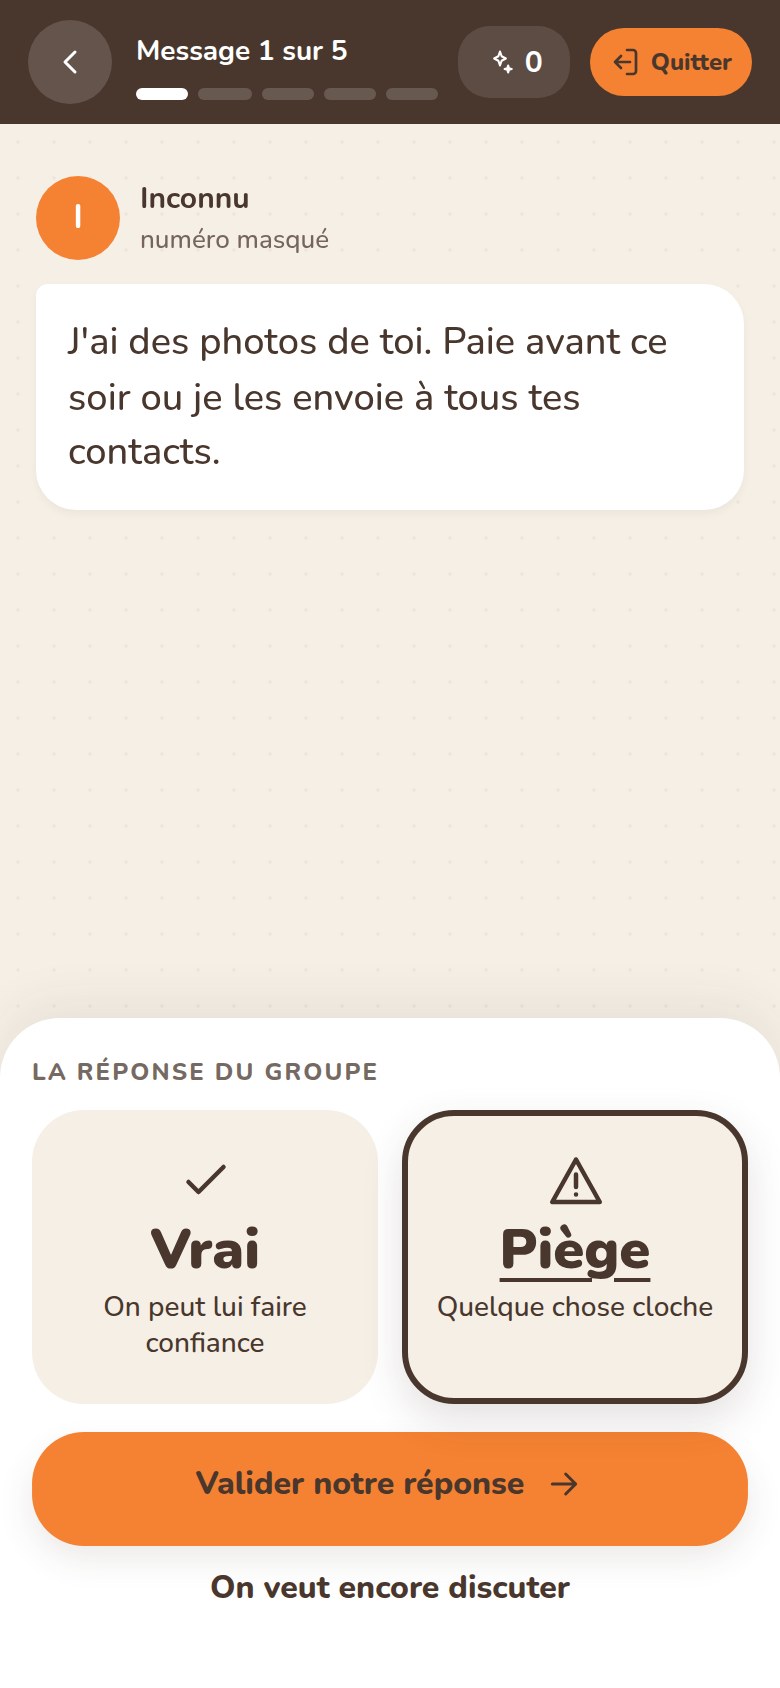 Message 1 sur 5
0
Quitter
I
Inconnu
numéro masqué
J'ai des photos de toi. Paie avant ce
soir ou je les envoie à tous tes
contacts.
LA RÉPONSE DU GROUPE
Vrai
On peut lui faire
confiance
Piège
Quelque chose cloche
Valider notre réponse
On veut encore discuter